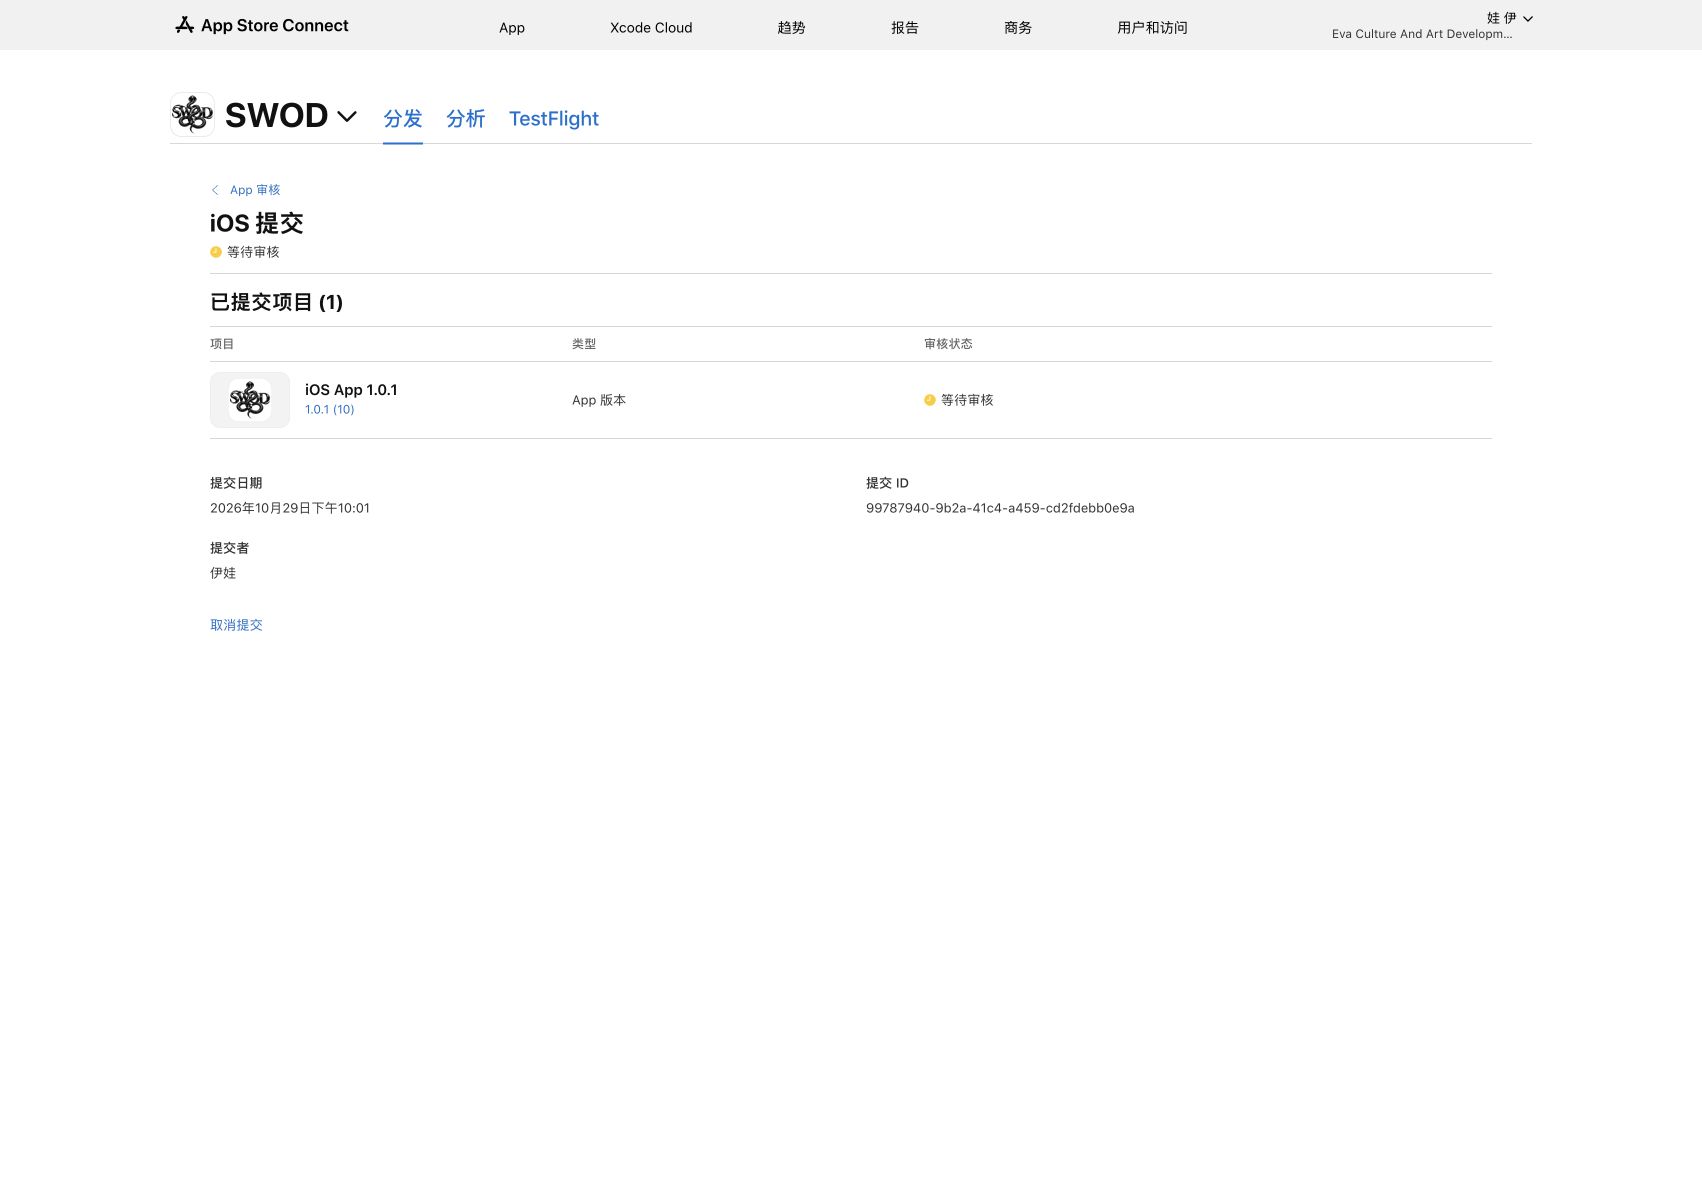 App Store Connect
App
Xcode Cloud
趋势
报告
商务
用户和访问
娃 伊
Eva Culture And Art Developm...
SWOD
SWOD
分发
分析
TestFlight
App 审核
iOS 提交
等待审核
已提交项目 (1)
项目
类型
审核状态
SWOD
iOS App 1.0.1
1.0.1 (10)
App 版本
等待审核
提交日期
提交 ID
2026年10月29日下午10:01
99787940-9b2a-41c4-a459-cd2fdebb0e9a
提交者
伊娃
取消提交